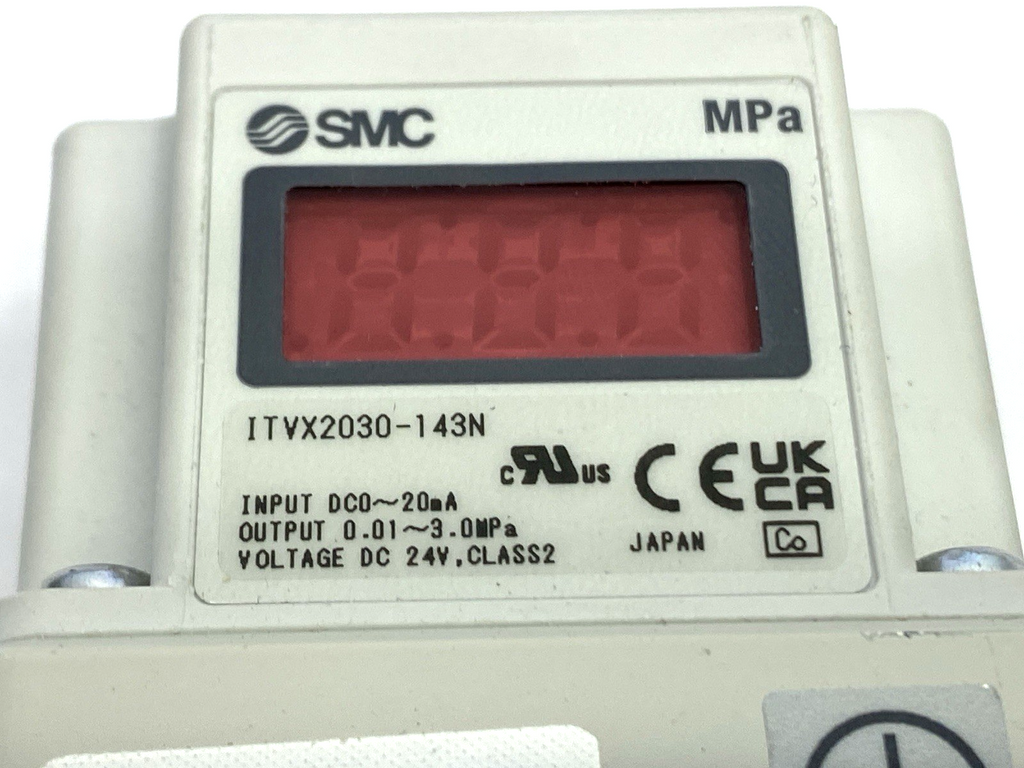 SMC MPa
ITVX2030-143N
c RU US CE UK CA
INPUT DC0~20mA
OUTPUT 0.01~3.0MPa
VOLTAGE DC 24V,CLASS2
JAPAN Co